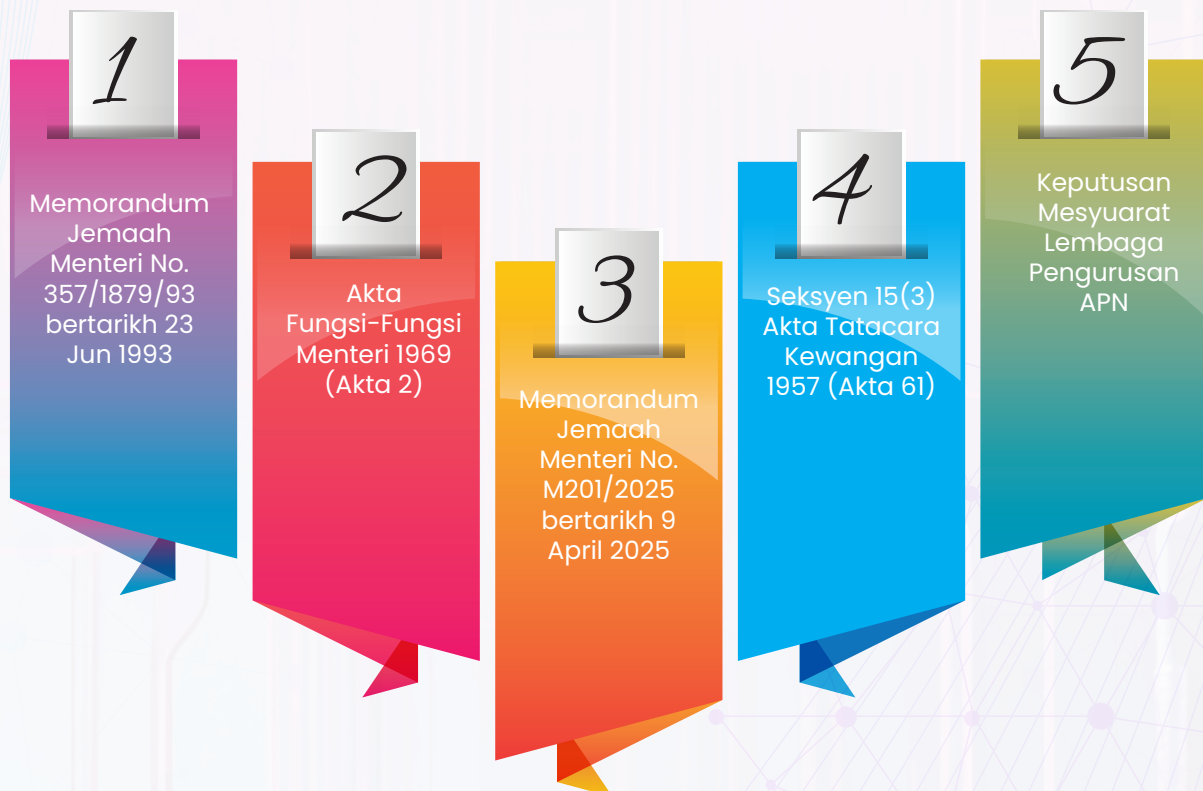 1
Memorandum
Jemaah
Menteri No.
357/1879/93
bertarikh 23
Jun 1993
2
Akta
Fungsi-Fungsi
Menteri 1969
(Akta 2)
3
Memorandum
Jemaah
Menteri No.
M201/2025
bertarikh 9
April 2025
4
Seksyen 15(3)
Akta Tatacara
Kewangan
1957 (Akta 61)
5
Keputusan
Mesyuarat
Lembaga
Pengurusan
APN